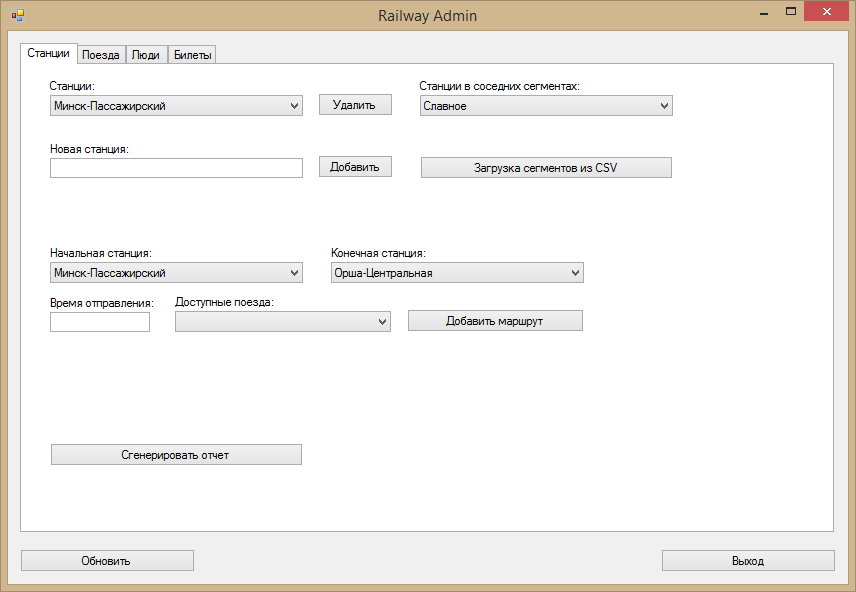 Railway Admin
Станции Поезда Люди Билеты
Станции: Станции в соседних сегментах:
Минск-Пассажирский Удалить Славное
Новая станция:
Добавить Загрузка сегментов из CSV
Начальная станция: Конечная станция:
Минск-Пассажирский Орша-Центральная
Время отправления: Доступные поезда:
Добавить маршрут
Сгенерировать отчет
Обновить Выход